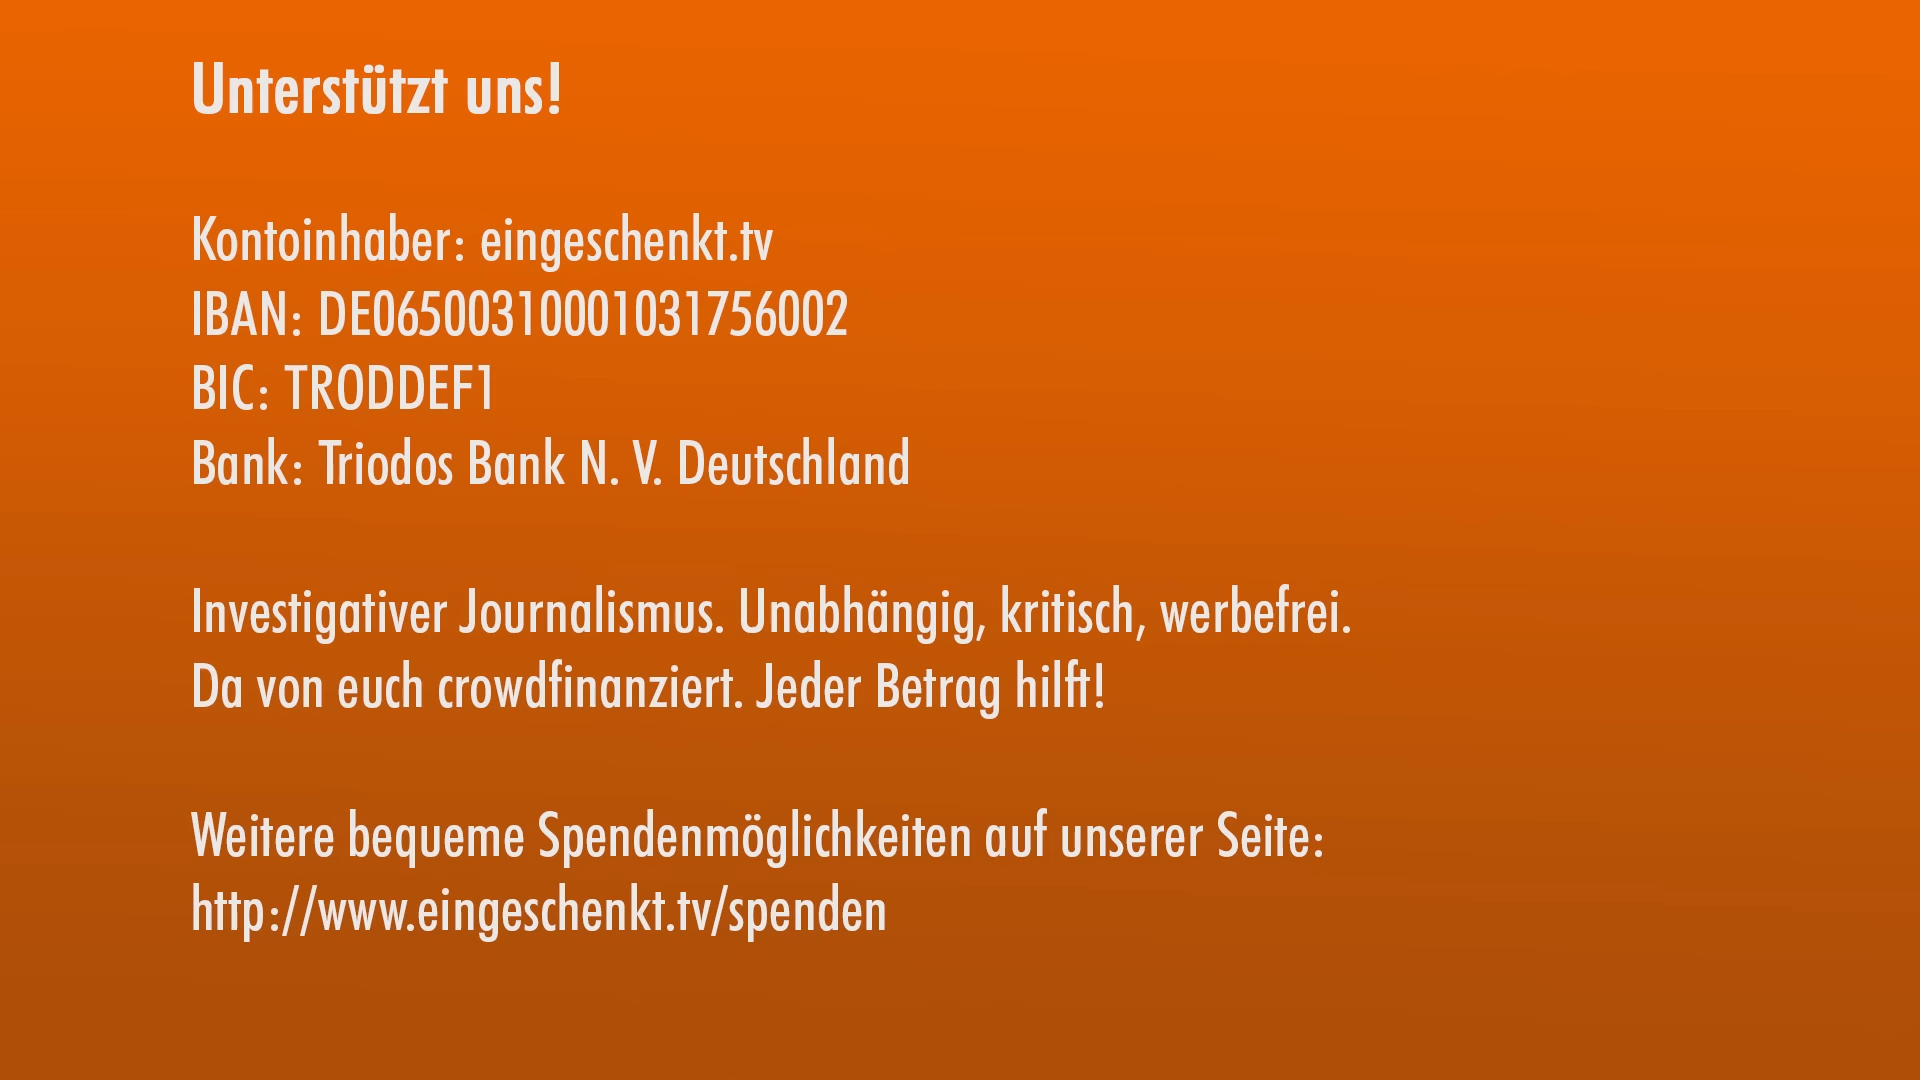 Unterstützt uns!
Kontoinhaber: eingeschenkt.tv
IBAN: DE06500310001031756002
BIC: TRODDEF1
Bank: Triodos Bank N. V. Deutschland
Investigativer Journalismus. Unabhängig, kritisch, werbefrei.
Da von euch crowdfinanziert. Jeder Betrag hilft!
Weitere bequeme Spendenmöglichkeiten auf unserer Seite:
http://www.eingeschenkt.tv/spenden